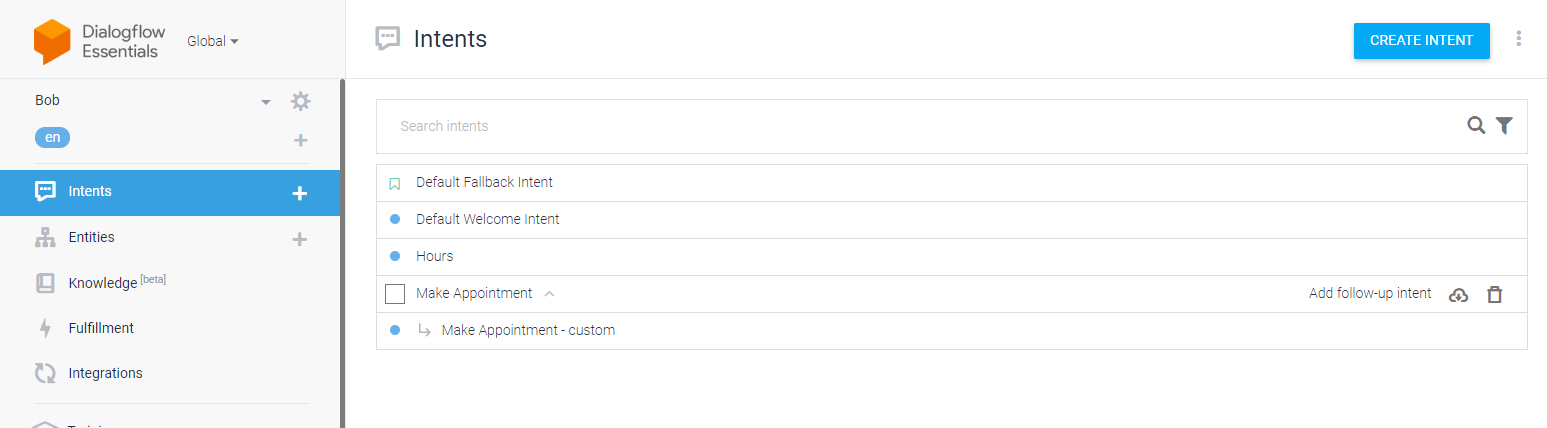 Dialogflow
Essentials
Global
Intents
CREATE INTENT
Bob
en
Search intents
Intents
Entities
Knowledge [beta]
Fulfillment
Integrations
Default Fallback Intent
Default Welcome Intent
Hours
Make Appointment
Add follow-up intent
Make Appointment - custom